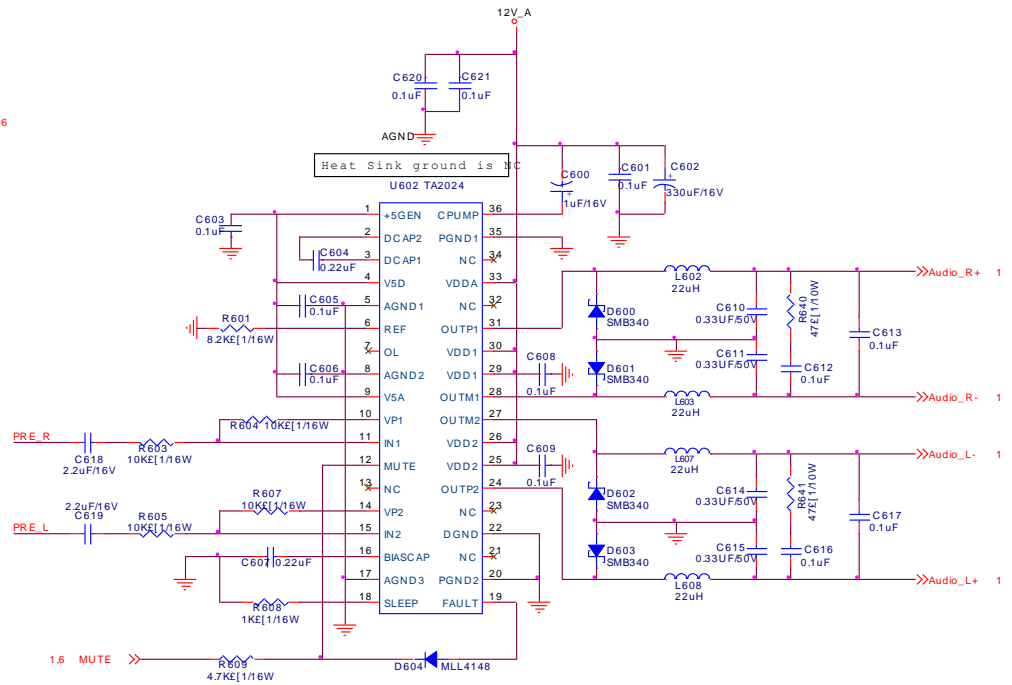 12V_A
C620
C621
0.1uF
0.1uF
6
AGND
Heat Sink ground is NC
U602 TA2024
C600
1uF/16V
C601
0.1uF
C602
330uF/16V
C603
0.1uF
1
+5GEN
CPUMP
36
2
DCAP2
PGND1
35
C604
0.22uF
3
DCAP1
NC
34
4
V5D
VDDA
33
C605
0.1uF
5
AGND1
NC
32
R601
8.2K£[1/16W
6
REF
OUTP1
31
7
OL
VDD1
30
C606
0.1uF
8
AGND2
VDD1
29
C608
0.1uF
9
V5A
OUTM1
28
R604 10K£[1/16W
10
VP1
OUTM2
27
PRE_R
C618
2.2uF/16V
R603
10K£[1/16W
11
IN1
VDD2
26
12
MUTE
VDD2
25
C609
0.1uF
13
NC
OUTP2
24
R607
10K£[1/16W
14
VP2
NC
23
PRE_L
2.2uF/16V
C619
R605
10K£[1/16W
15
IN2
DGND
22
C607 0.22uF
16
BIASCAP
NC
21
17
AGND3
PGND2
20
R608
1K£[1/16W
18
SLEEP
FAULT
19
1,6 MUTE
R609
4.7K£[1/16W
D604 MLL4148
L602
22uH
Audio_R+ 1
D600
SMB340
C610
0.33UF/50V
R640
47£[1/10W
C613
0.1uF
D601
SMB340
C611
0.33UF/50V
C612
0.1uF
L603
22uH
Audio_R- 1
L607
22uH
Audio_L- 1
D602
SMB340
C614
0.33UF/50V
R641
47£[1/10W
C617
0.1uF
D603
SMB340
C615
0.33UF/50V
C616
0.1uF
L608
22uH
Audio_L+ 1